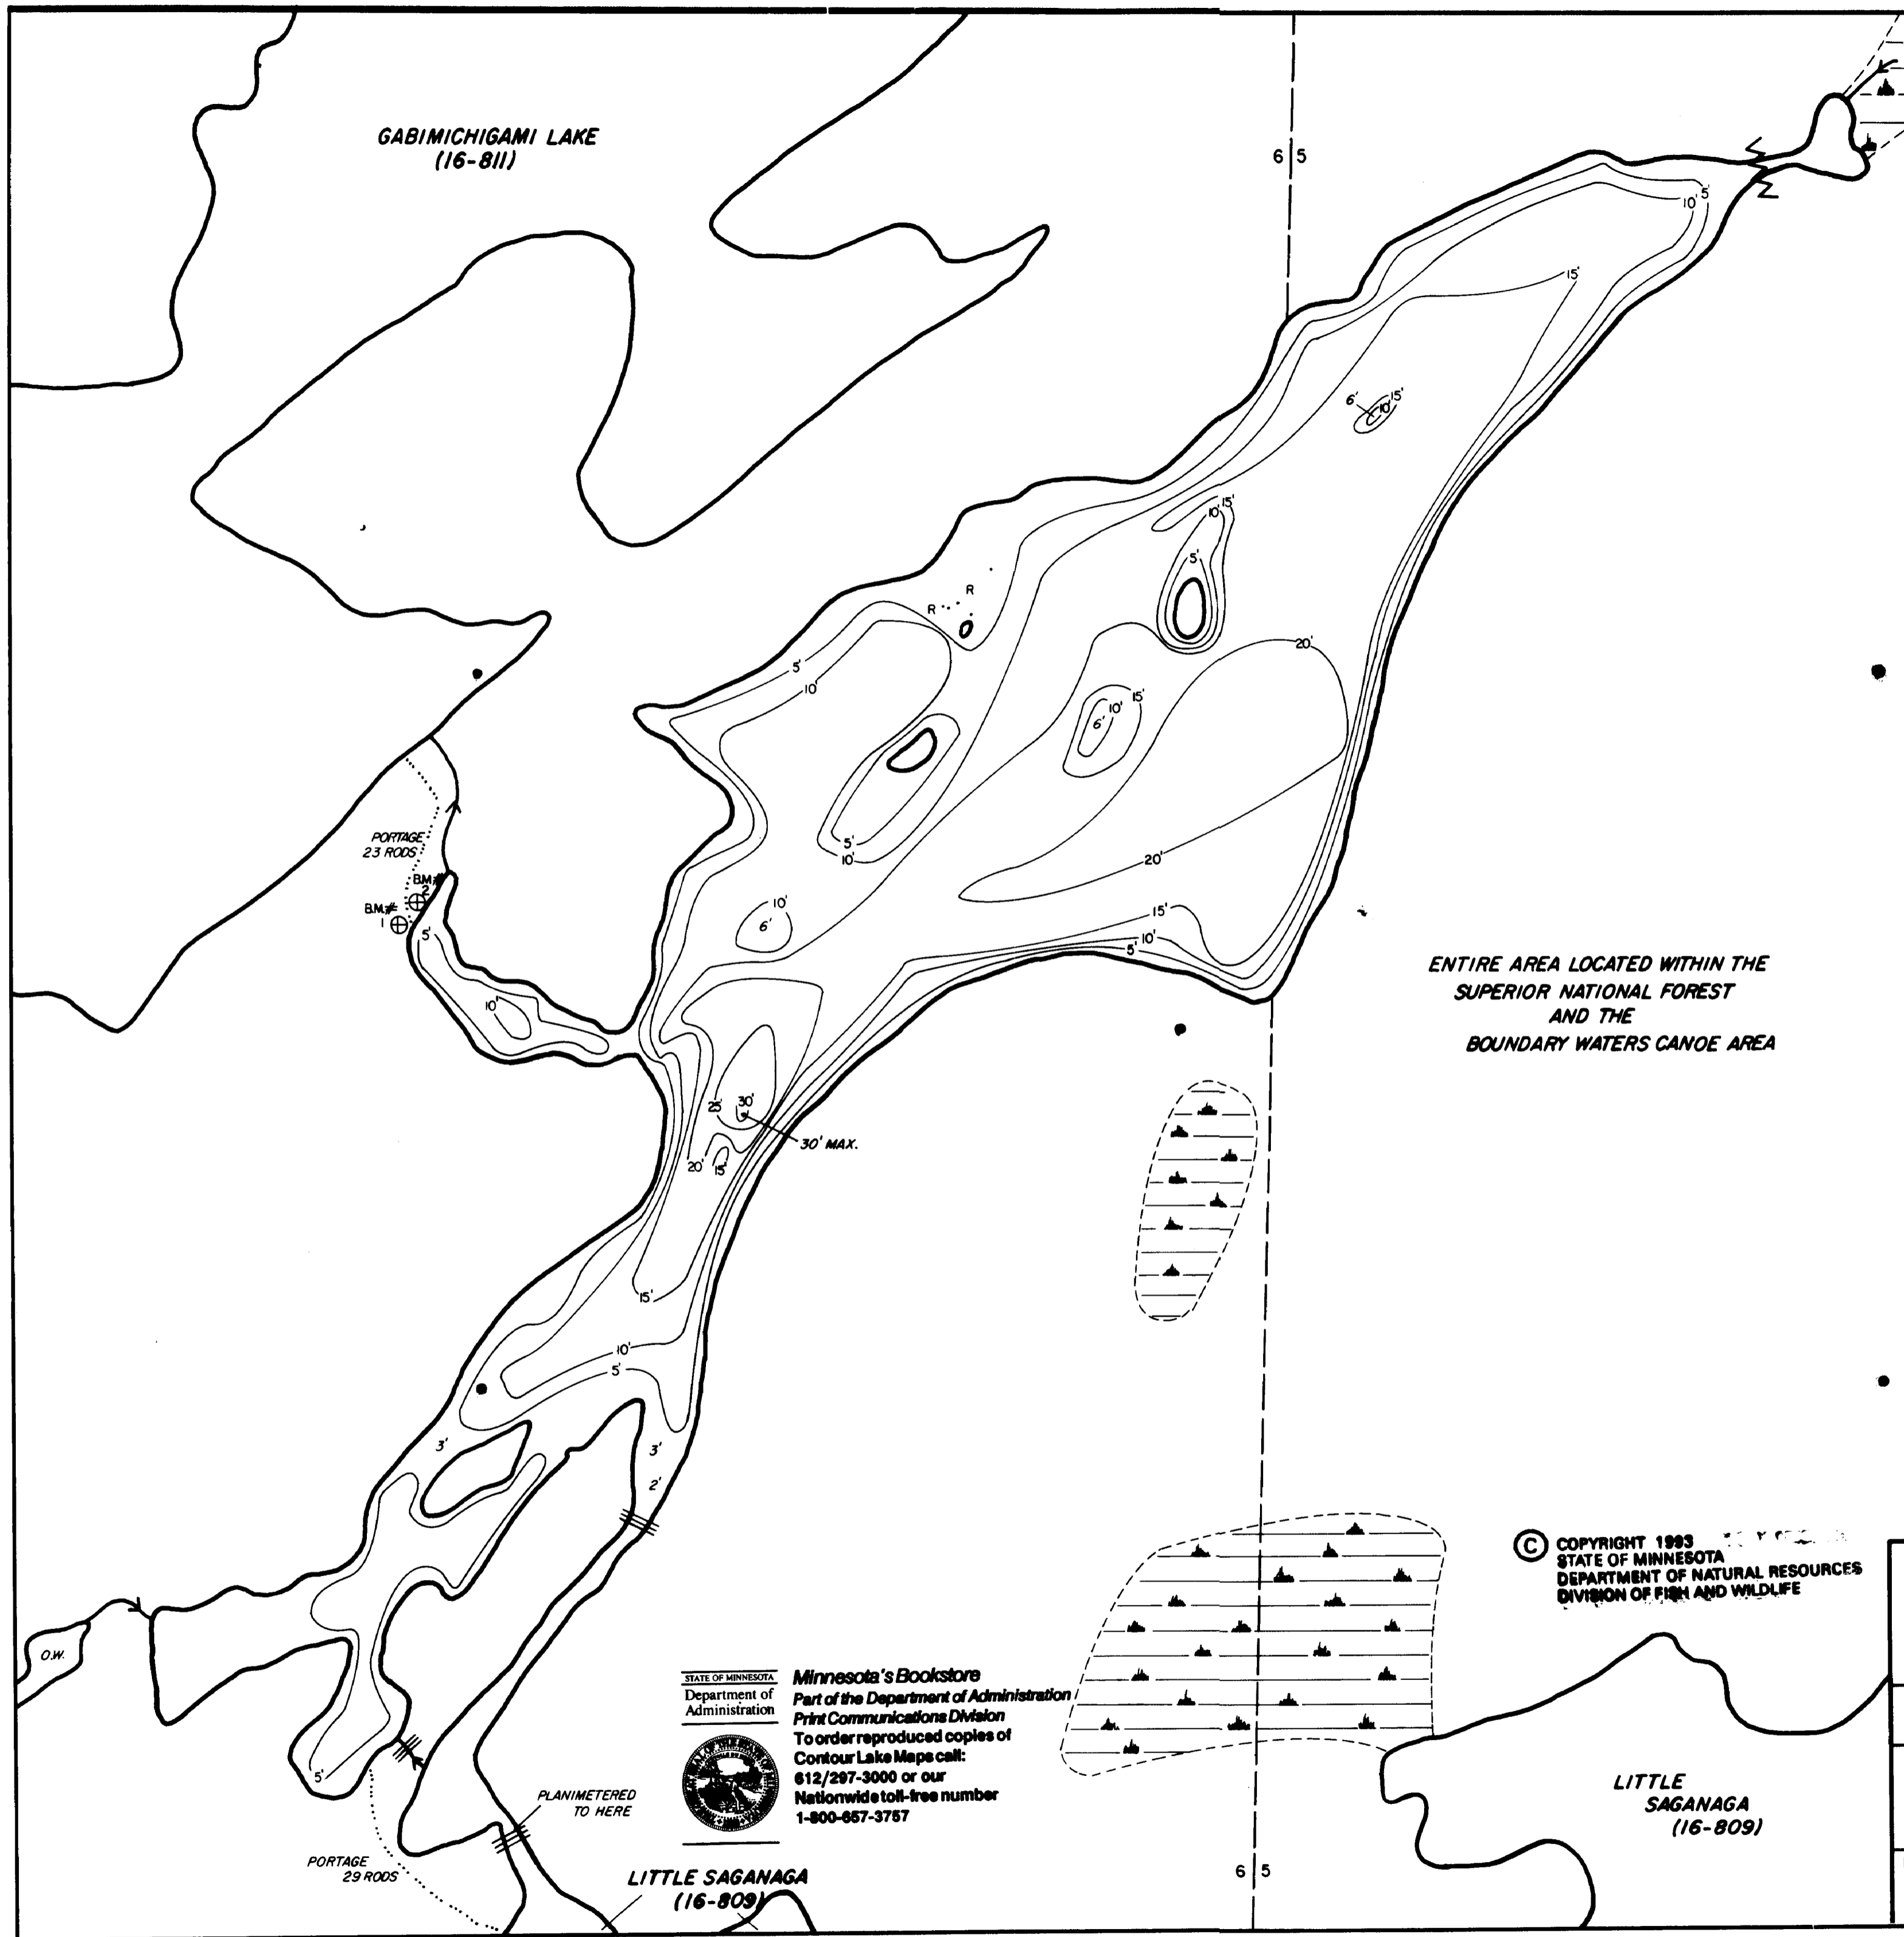 GABIMICHIGAMI LAKE
(16-811)
6 5
5'
10'
15'
6'
10'
15'
15'
10'
5'
R
R
5'
10'
20'
15'
10'
6'
5'
10'
20'
PORTAGE
23 RODS
B.M.#
2
B.M.#
1
5'
10'
6'
15'
10'
5'
10'
ENTIRE AREA LOCATED WITHIN THE
SUPERIOR NATIONAL FOREST
AND THE
BOUNDARY WATERS CANOE AREA
25'
30'
30' MAX.
20'
15'
15'
10'
5'
3'
3'
2'
© COPYRIGHT 1993
STATE OF MINNESOTA
DEPARTMENT OF NATURAL RESOURCES
DIVISION OF FISH AND WILDLIFE
O.W.
STATE OF MINNESOTA
Department of
Administration
Minnesota's Bookstore
Part of the Department of Administration
Print Communications Division
To order reproduced copies of
Contour Lake Maps call:
612/297-3000 or our
Nationwide toll-free number
1-800-657-3757
5'
PLANIMETERED
TO HERE
LITTLE
SAGANAGA
(16-809)
PORTAGE
29 RODS
LITTLE SAGANAGA
(16-809)
6 5